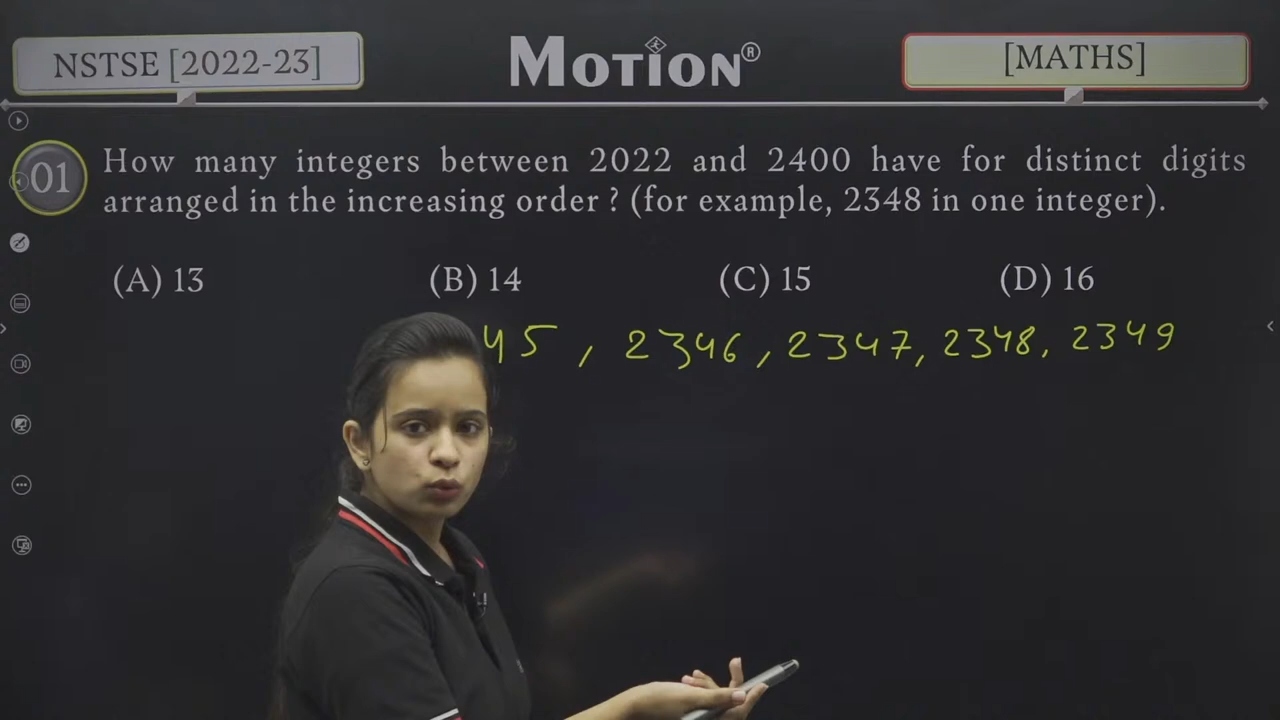 NSTSE [2022-23]
MOTION®
[MATHS]
01
How many integers between 2022 and 2400 have for distinct digits
arranged in the increasing order ? (for example, 2348 in one integer).
(A) 13 (B) 14 (C) 15 (D) 16
45 , 2346 , 2347 , 2348 , 2349